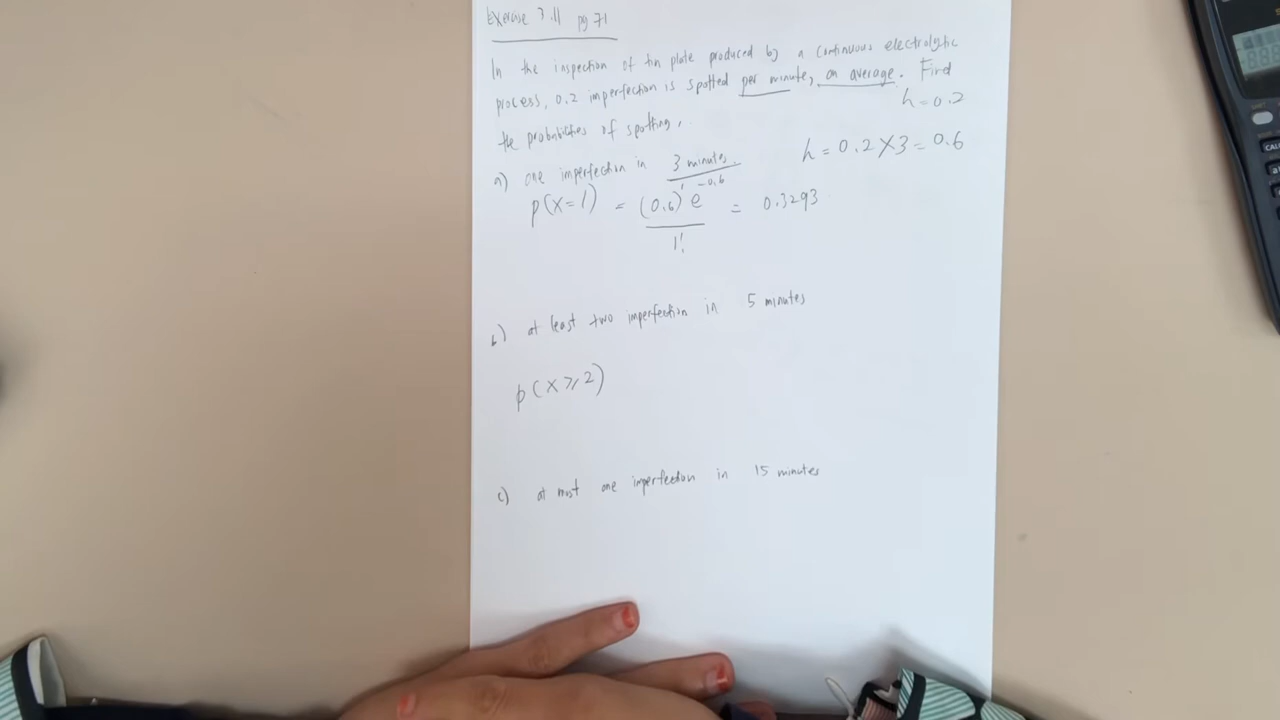 Exercise 3.11 pg 71
In the inspection of tin plate produced by a continuous electrolytic
process, 0.2 imperfection is spotted per minute, on average. Find
λ = 0.2
the probabilities of spotting,
λ = 0.2 × 3 = 0.6
a) one imperfection in 3 minutes.
P(X = 1) = (0.6)¹ e^-0.6 / 1! = 0.3293
b) at least two imperfection in 5 minutes
P(X ≥ 2)
c) at most one imperfection in 15 minutes